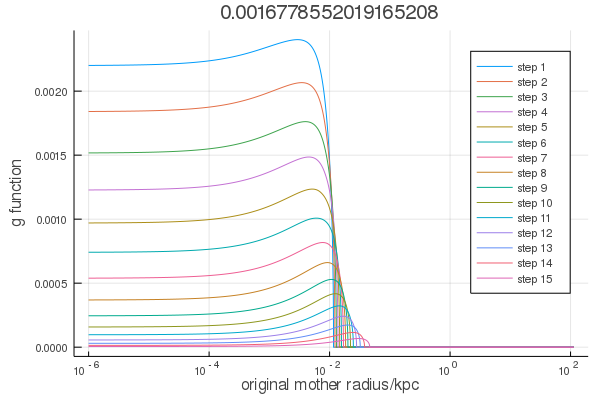 0.0016778552019165208
g function
0.0020
0.0015
0.0010
0.0005
0.0000
10⁻⁶
10⁻⁴
10⁻²
10⁰
10²
original mother radius/kpc
step 1
step 2
step 3
step 4
step 5
step 6
step 7
step 8
step 9
step 10
step 11
step 12
step 13
step 14
step 15